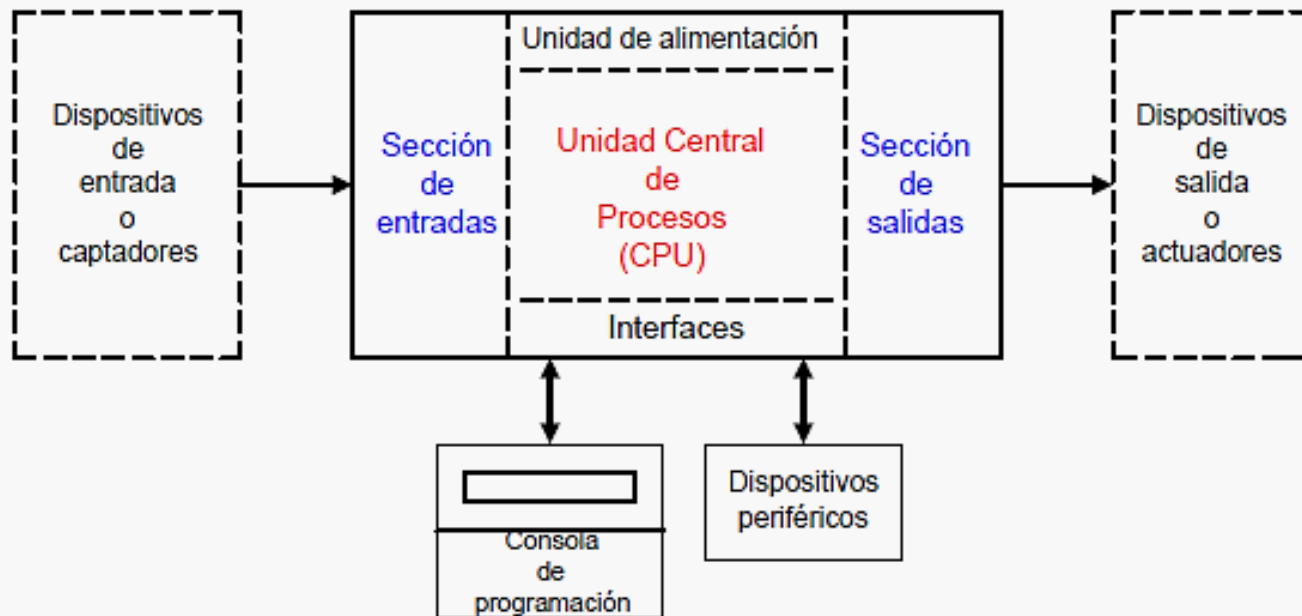 Dispositivos
de
entrada
o
captadores
Sección
de
entradas
Unidad de alimentación
Unidad Central
de
Procesos
(CPU)
Interfaces
Sección
de
salidas
Dispositivos
de
salida
o
actuadores
Consola
de
programación
Dispositivos
periféricos